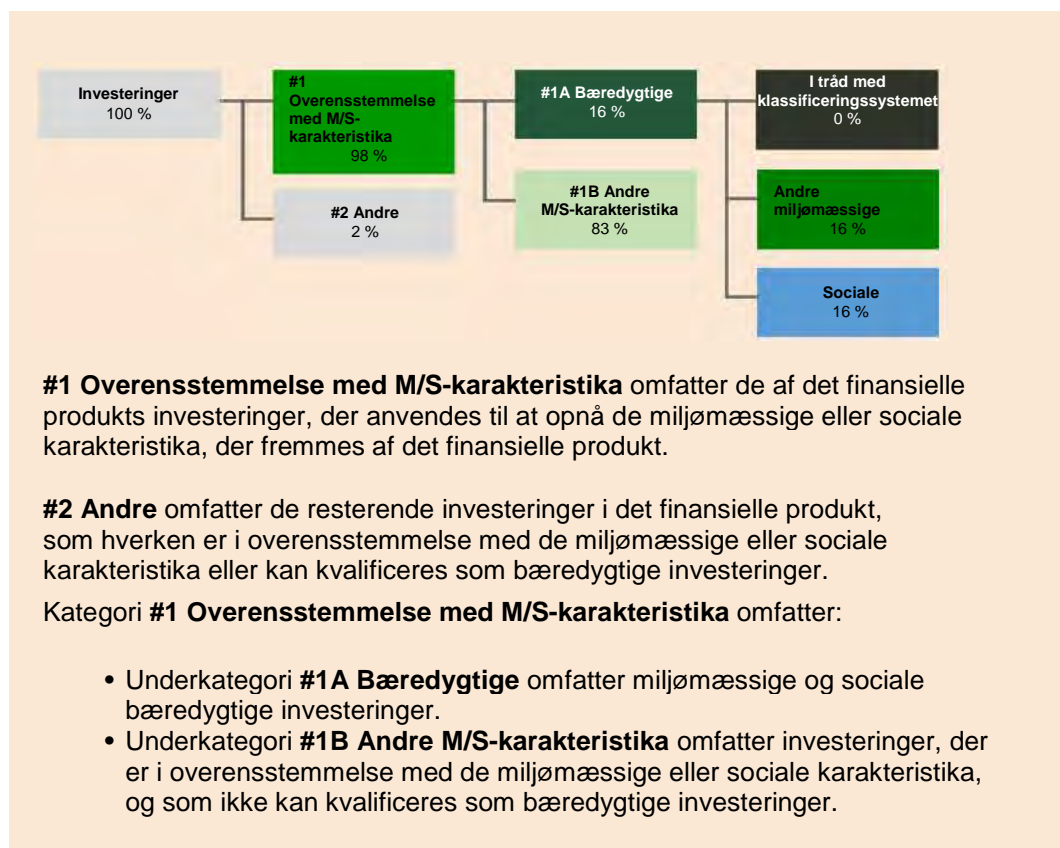 Investeringer
100 %
#1
Overensstemmelse
med M/S-
karakteristika
98 %
#2 Andre
2 %
#1A Bæredygtige
16 %
#1B Andre
M/S-karakteristika
83 %
I tråd med
klassificeringssystemet
0 %
Andre
miljømæssige
16 %
Sociale
16 %
#1 Overensstemmelse med M/S-karakteristika omfatter de af det finansielle
produkts investeringer, der anvendes til at opnå de miljømæssige eller sociale
karakteristika, der fremmes af det finansielle produkt.
#2 Andre omfatter de resterende investeringer i det finansielle produkt,
som hverken er i overensstemmelse med de miljømæssige eller sociale
karakteristika eller kan kvalificeres som bæredygtige investeringer.
Kategori #1 Overensstemmelse med M/S-karakteristika omfatter:
• Underkategori #1A Bæredygtige omfatter miljømæssige og sociale
bæredygtige investeringer.
• Underkategori #1B Andre M/S-karakteristika omfatter investeringer, der
er i overensstemmelse med de miljømæssige eller sociale karakteristika,
og som ikke kan kvalificeres som bæredygtige investeringer.